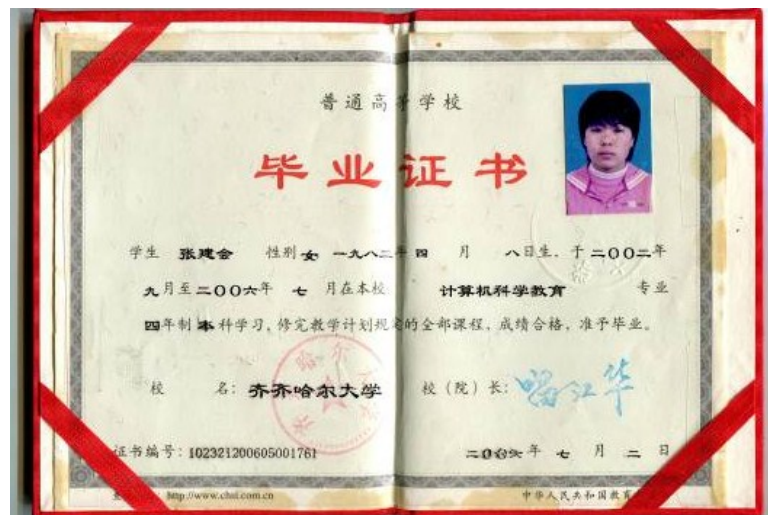 普通高等学校
毕业证书
学生 张建会 性别 女 一九八二年 四 月 八日生，于二〇〇二年
九月至二〇〇六年 七 月在本校 计算机科学教育 专业
四年制 本 科学习，修完教学计划规定的全部课程，成绩合格，准予毕业。
校 名：齐齐哈尔大学 校（院）长：
证书编号：102321200605001761 二〇〇六年 七 月 二 日
http://www.chsi.com.cn 中华人民共和国教育